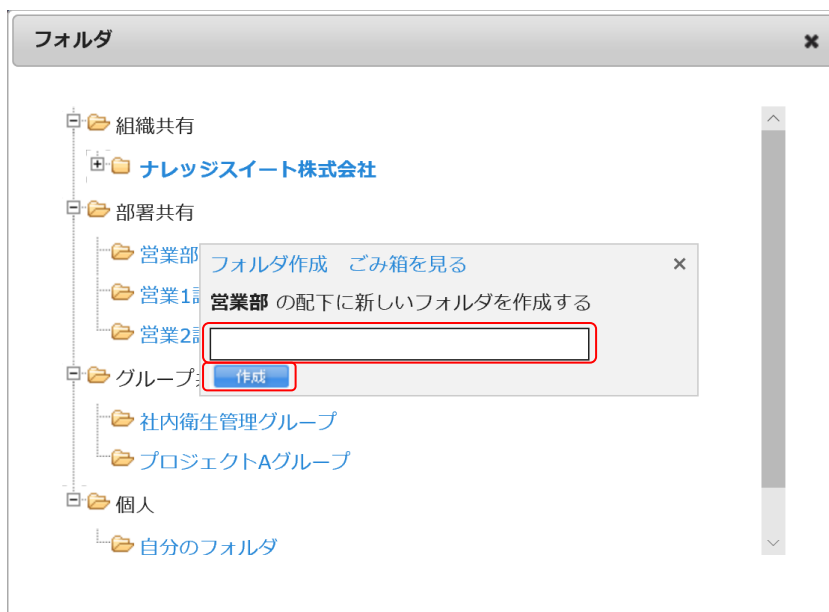 フォルダ
組織共有
ナレッジスイート株式会社
部署共有
営業部
フォルダ作成 ごみ箱を見る
営業1
営業部 の配下に新しいフォルダを作成する
営業2
作成
グループ
社内衛生管理グループ
プロジェクトAグループ
個人
自分のフォルダ